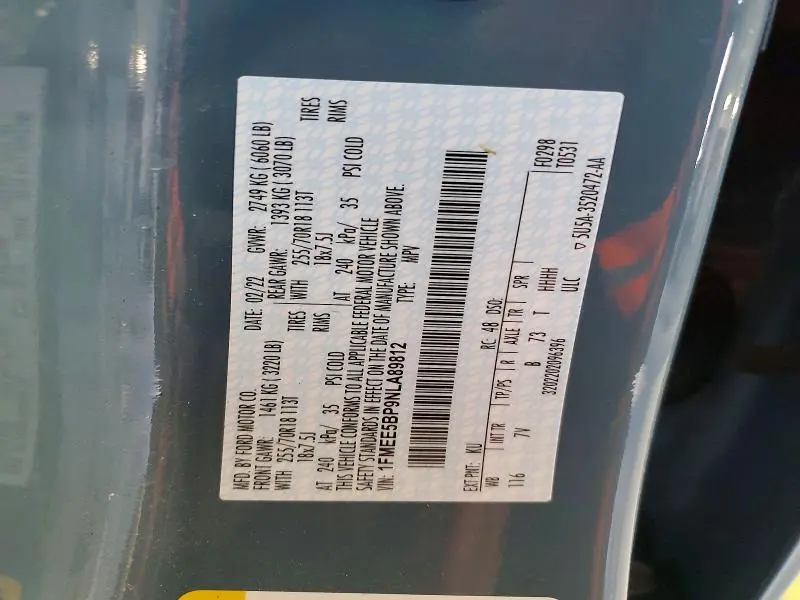 MFD. BY FORD MOTOR CO.
DATE: 02/22 GVWR: 2749 KG (6060 LB)
FRONT GAWR: 1461 KG (3220 LB) REAR GAWR: 1393 KG (3070 LB)
WITH 255/70R18 113T TIRES WITH 255/70R18 113T TIRES
18x7.5J RIMS 18x7.5J RIMS
AT 240 kPa/ 35 PSI COLD AT 240 kPa/ 35 PSI COLD
THIS VEHICLE CONFORMS TO ALL APPLICABLE FEDERAL MOTOR VEHICLE
SAFETY STANDARDS IN EFFECT ON THE DATE OF MANUFACTURE SHOWN ABOVE.
VIN: 1FMEE5BP9NLA89812 TYPE: MPV
EXT PNT: KU RC: 48 DSO: F0298
WB INT TR TP/PS R AXLE TR SPR T0531
116 7V B 73 T HHHH
3202202096396 ULC
SU5A-3520472-AA